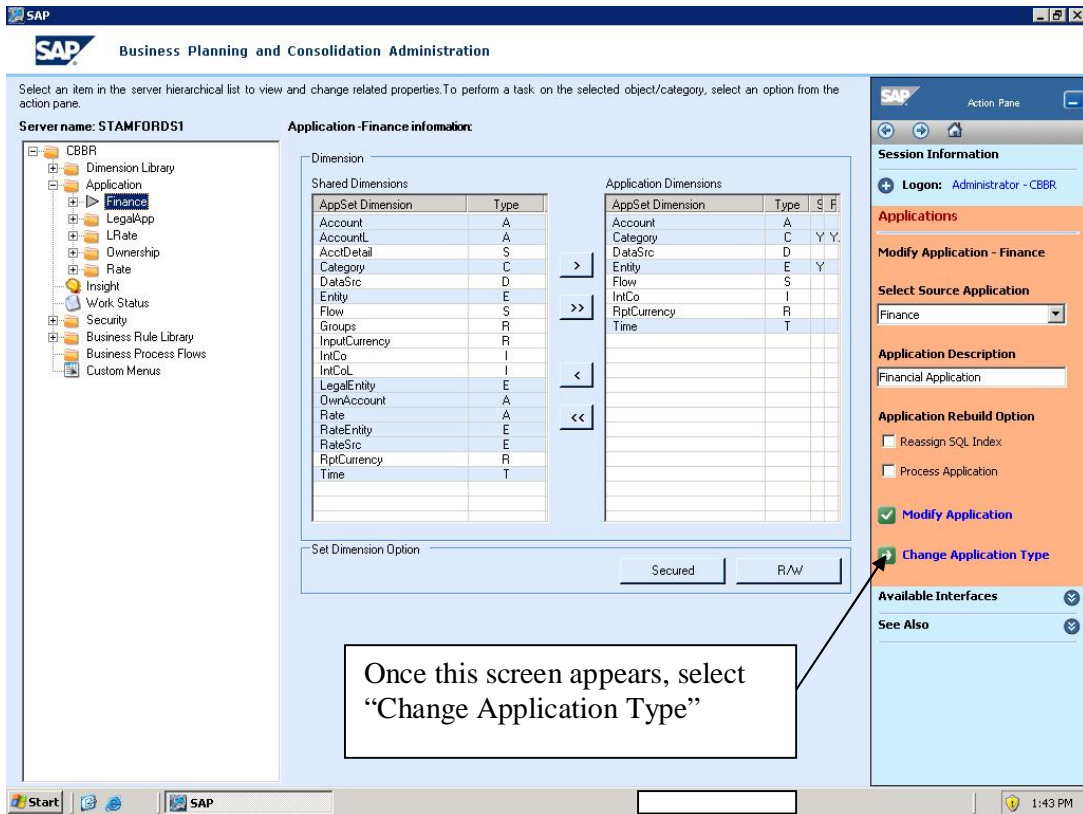 SAP
SAP Business Planning and Consolidation Administration
Select an item in the server hierarchical list to view and change related properties.To perform a task on the selected object/category, select an option from the
action pane.
Server name: STAMFORDS1
CBBR
Dimension Library
Application
Finance
LegalApp
LRate
Ownership
Rate
Insight
Work Status
Security
Business Rule Library
Business Process Flows
Custom Menus
Application -Finance information:
Dimension
Shared Dimensions
AppSet Dimension Type
Account A
AccountL A
AcctDetail S
Category C
DataSrc D
Entity E
Flow S
Groups R
InputCurrency R
IntCo I
IntCoL I
LegalEntity E
OwnAccount A
Rate A
RateEntity E
RateSrc E
RptCurrency R
Time T
>
>>
<
<<
Application Dimensions
AppSet Dimension Type S F
Account A
Category C Y Y.
DataSrc D
Entity E Y
Flow S
IntCo I
RptCurrency R
Time T
Set Dimension Option
Secured R/W
SAP Action Pane
Session Information
Logon: Administrator - CBBR
Applications
Modify Application - Finance
Select Source Application
Finance
Application Description
Financial Application
Application Rebuild Option
Reassign SQL Index
Process Application
Modify Application
Change Application Type
Available Interfaces
See Also
Once this screen appears, select
“Change Application Type”
Start SAP 1:43 PM